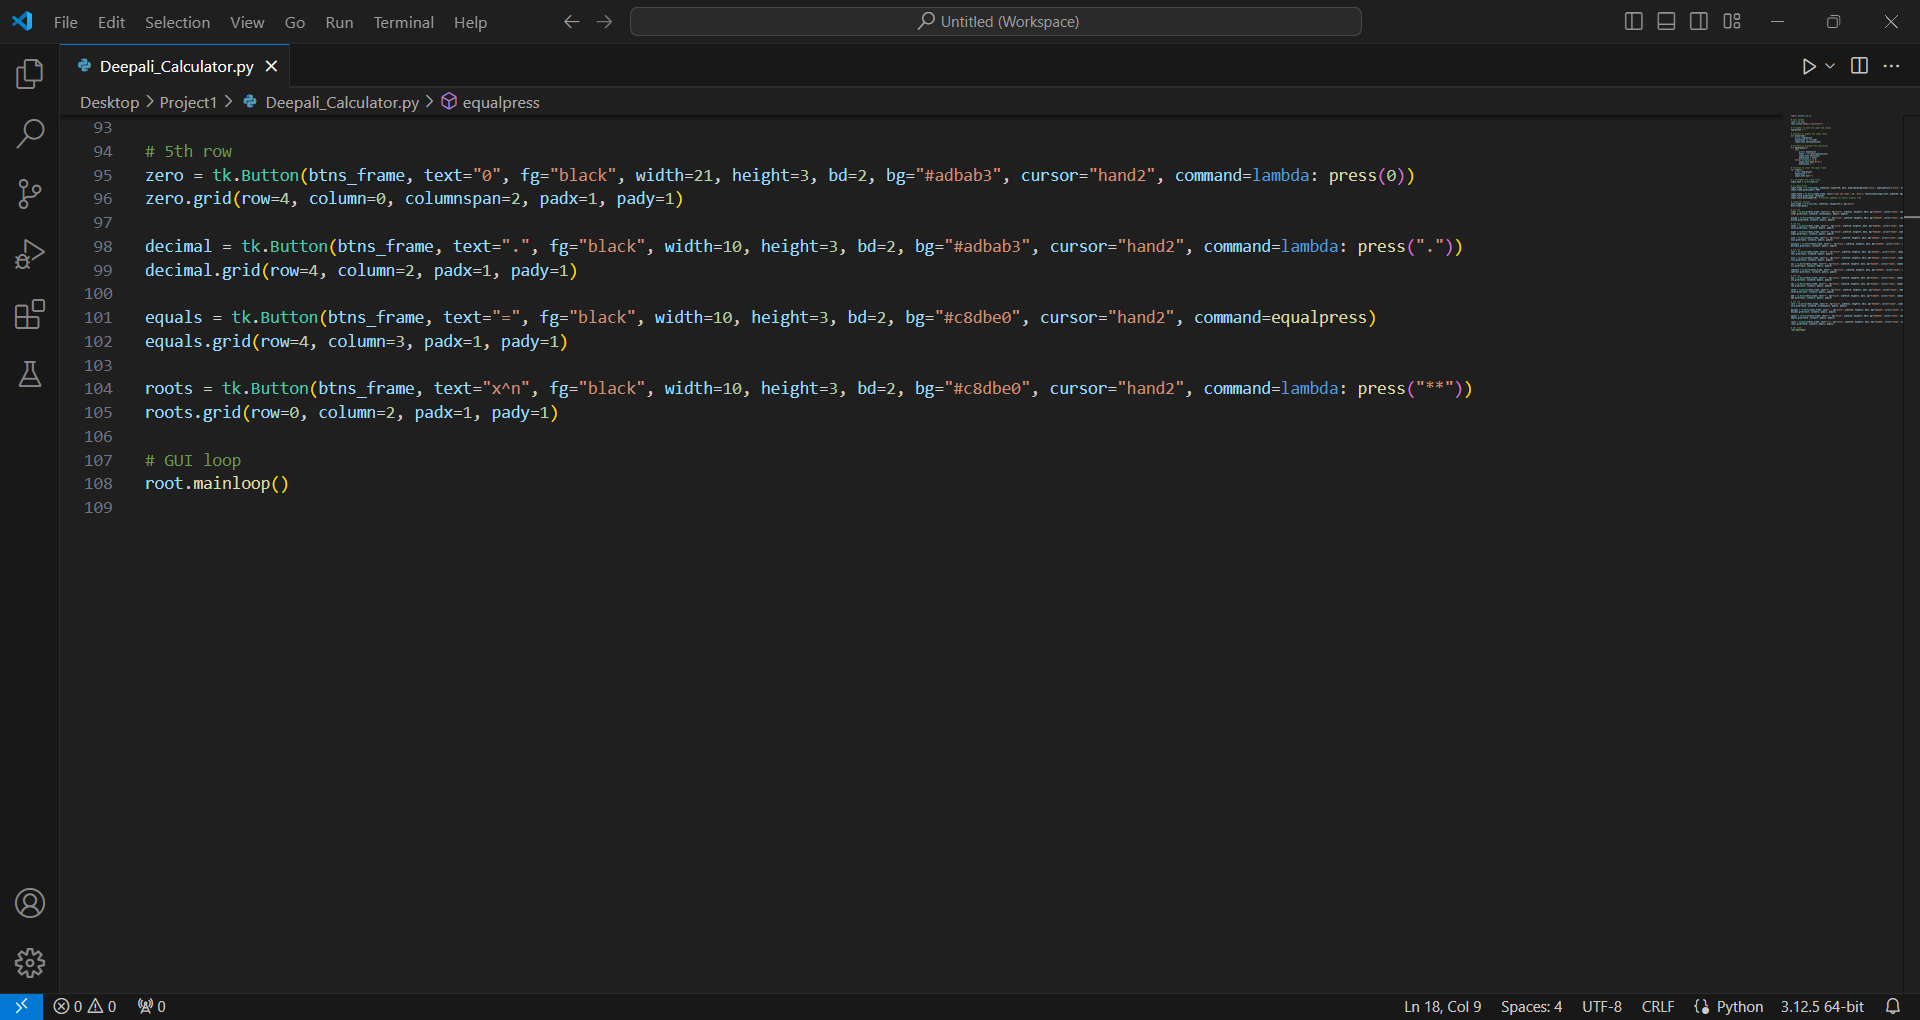 File Edit Selection View Go Run Terminal Help
Untitled (Workspace)
Deepali_Calculator.py
Desktop > Project1 > Deepali_Calculator.py > equalpress
93
94 # 5th row
95 zero = tk.Button(btns_frame, text="0", fg="black", width=21, height=3, bd=2, bg="#adbab3", cursor="hand2", command=lambda: press(0))
96 zero.grid(row=4, column=0, columnspan=2, padx=1, pady=1)
97
98 decimal = tk.Button(btns_frame, text=".", fg="black", width=10, height=3, bd=2, bg="#adbab3", cursor="hand2", command=lambda: press("."))
99 decimal.grid(row=4, column=2, padx=1, pady=1)
100
101 equals = tk.Button(btns_frame, text="=", fg="black", width=10, height=3, bd=2, bg="#c8dbe0", cursor="hand2", command=equalpress)
102 equals.grid(row=4, column=3, padx=1, pady=1)
103
104 roots = tk.Button(btns_frame, text="x^n", fg="black", width=10, height=3, bd=2, bg="#c8dbe0", cursor="hand2", command=lambda: press("**"))
105 roots.grid(row=0, column=2, padx=1, pady=1)
106
107 # GUI loop
108 root.mainloop()
109
0 0 0 Ln 18, Col 9 Spaces: 4 UTF-8 CRLF Python 3.12.5 64-bit